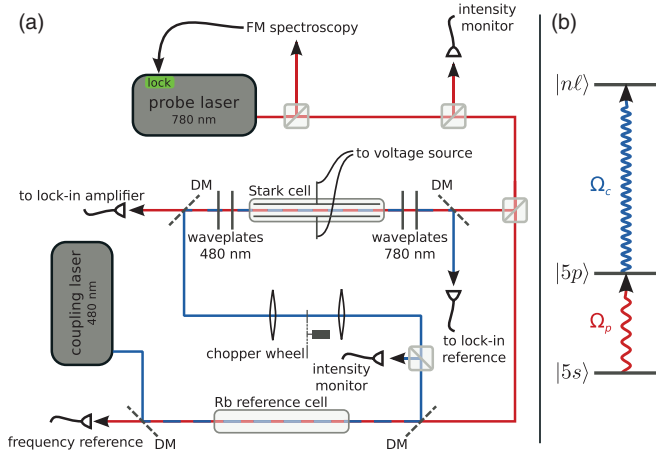 (a)
FM spectroscopy
intensity
monitor
lock
probe laser
780 nm
to voltage source
DM
Stark cell
DM
to lock-in amplifier
waveplates
480 nm
waveplates
780 nm
coupling laser
480 nm
chopper wheel
to lock-in
reference
intensity
monitor
Rb reference cell
frequency reference
DM
DM
(b)
|nℓ⟩
Ωc
|5p⟩
Ωp
|5s⟩